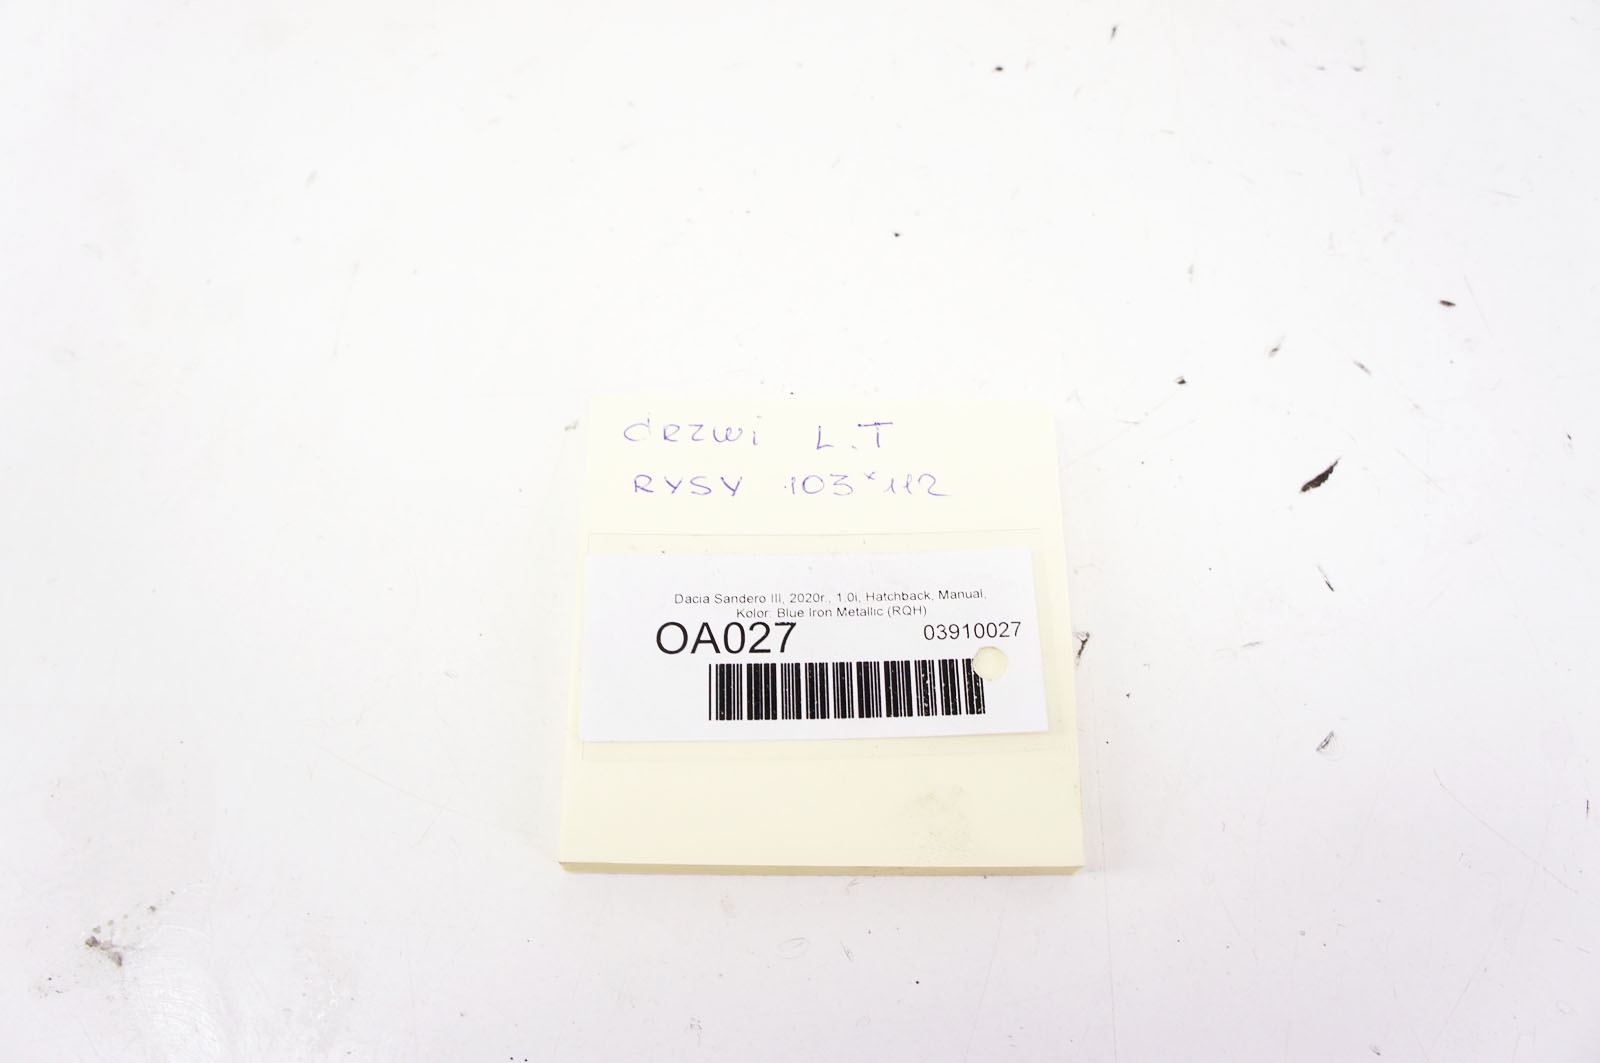 drzwi L.T
RYSY 103x112
Dacia Sandero III, 2020r., 1.0i, Hatchback, Manual,
Kolor: Blue Iron Metallic (RQH)
OA027
03910027